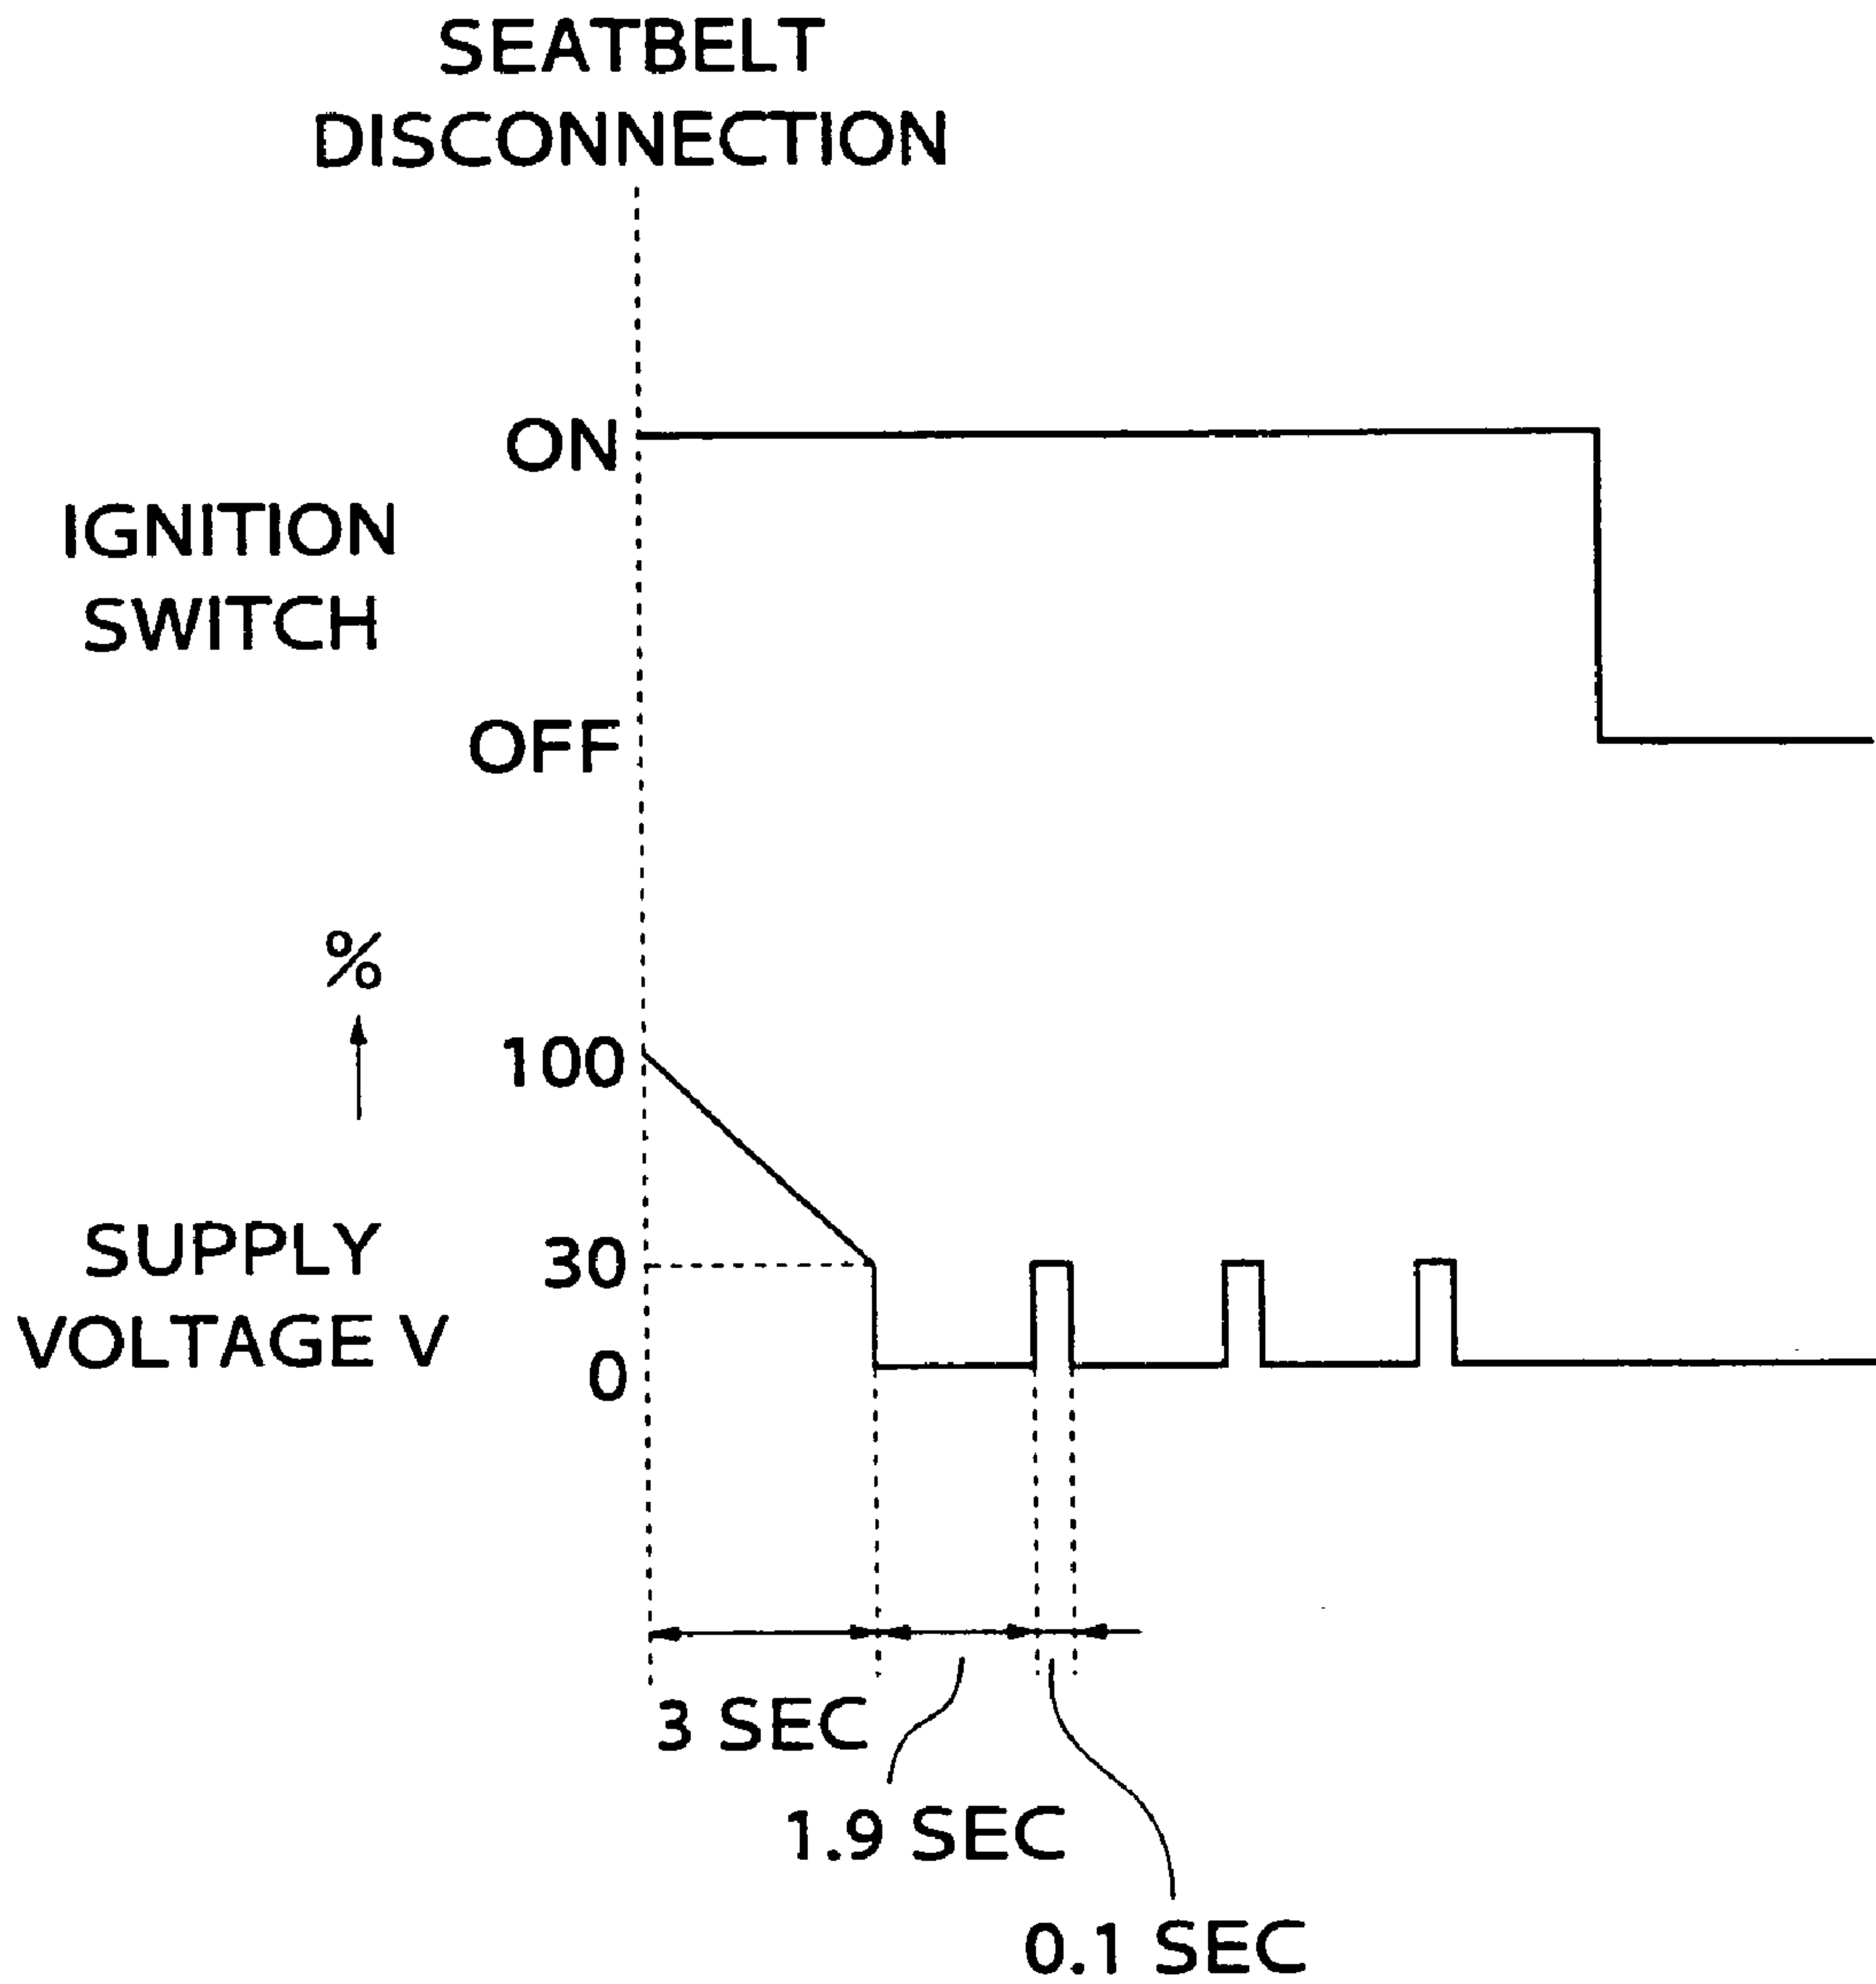 SEATBELT
DISCONNECTION
ON
IGNITION
SWITCH
OFF
%
100
SUPPLY
VOLTAGE V
30
0
3 SEC
1.9 SEC
0.1 SEC